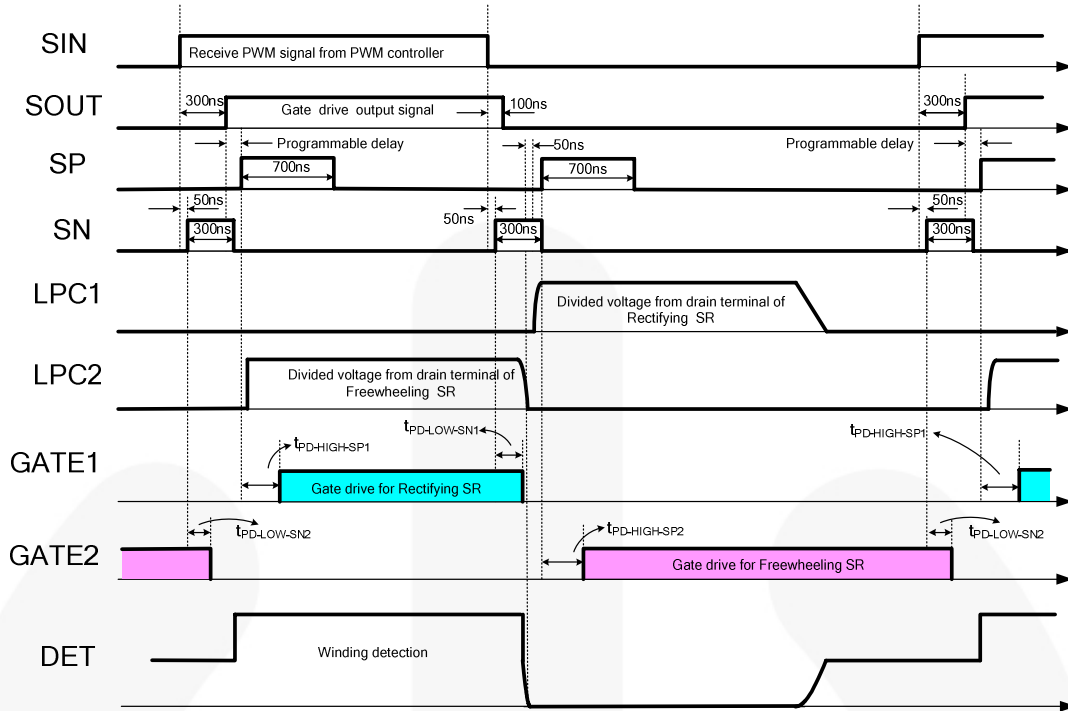 SIN
Receive PWM signal from PWM controller
SOUT
300ns
Gate drive output signal
100ns
300ns
Programmable delay
50ns
Programmable delay
SP
700ns
700ns
50ns
50ns
50ns
SN
300ns
300ns
300ns
LPC1
Divided voltage from drain terminal of
Rectifying SR
LPC2
Divided voltage from drain terminal of
Freewheeling SR
tPD-LOW-SN1
tPD-HIGH-SP1
tPD-HIGH-SP1
GATE1
Gate drive for Rectifying SR
tPD-LOW-SN2
tPD-HIGH-SP2
tPD-LOW-SN2
GATE2
Gate drive for Freewheeling SR
DET
Winding detection